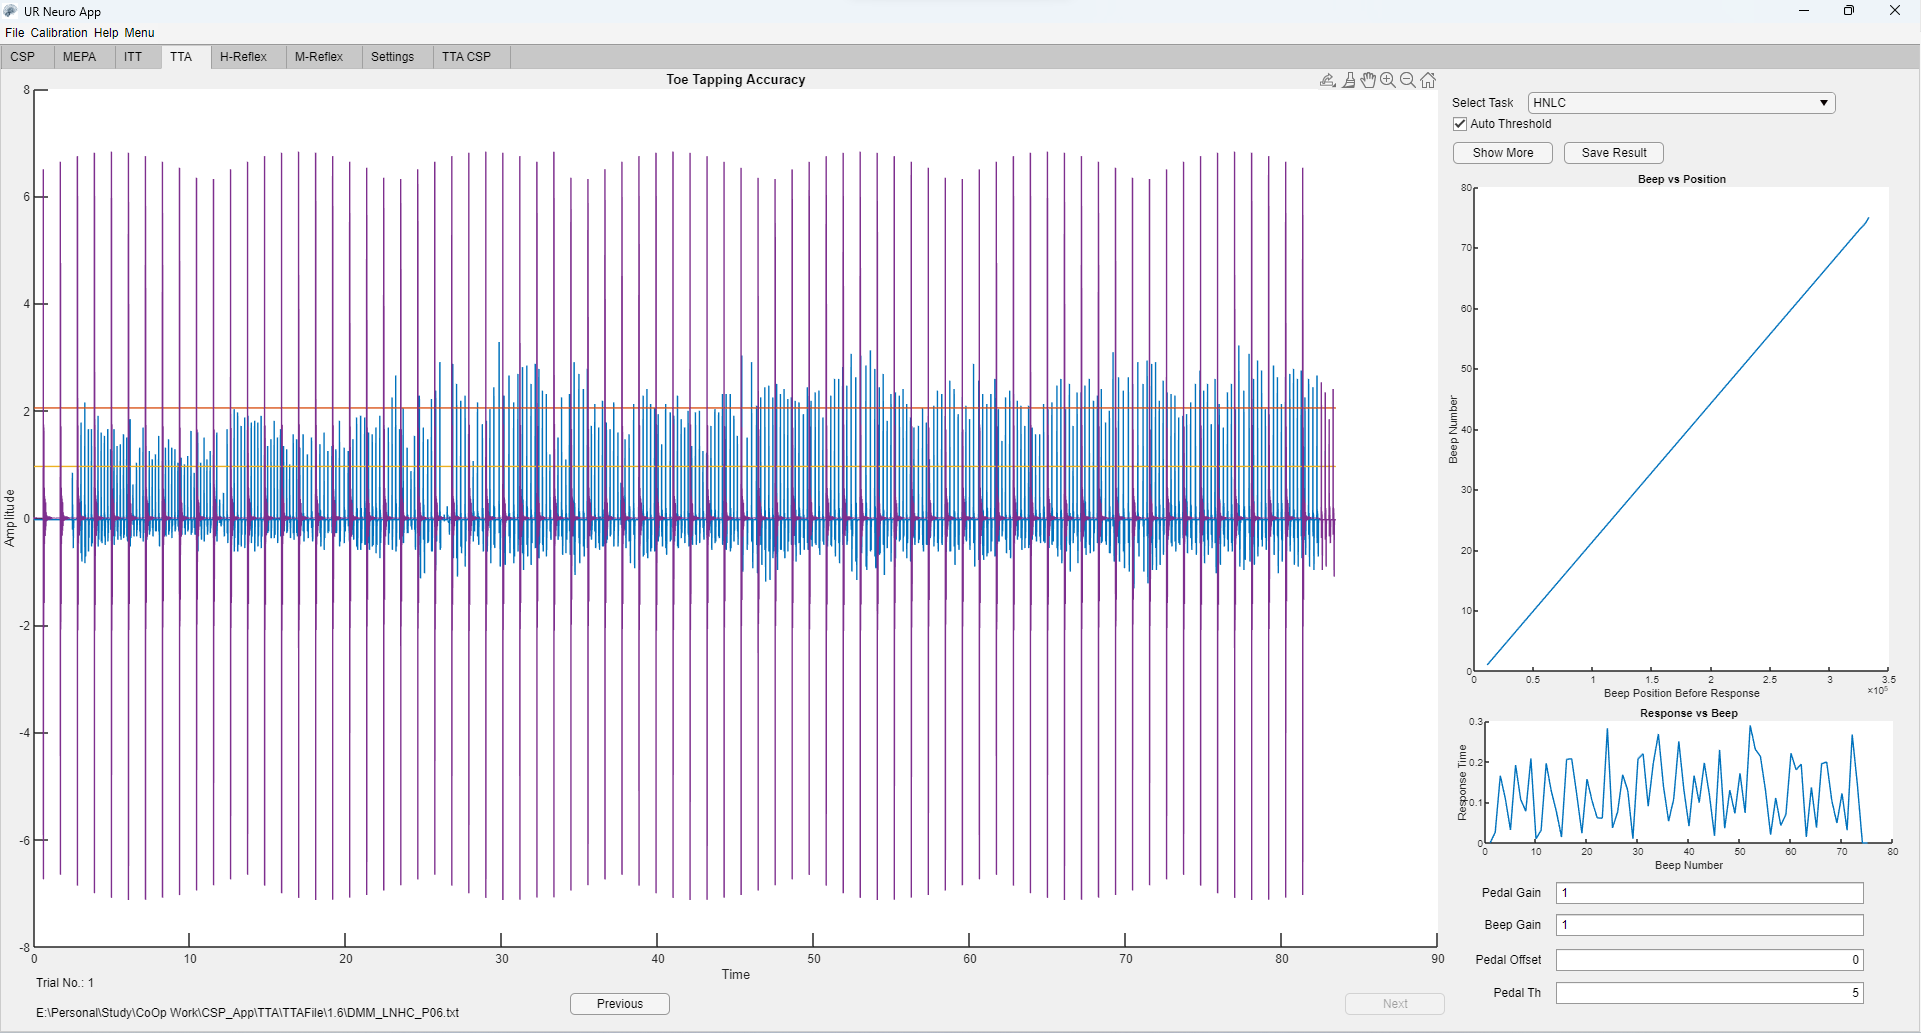 UR Neuro App
File Calibration Help Menu
CSP MEPA ITT TTA H-Reflex M-Reflex Settings TTA CSP
Toe Tapping Accuracy
8
6
4
2
0
-2
-4
-6
-8
Amplitude
0 10 20 30 40 50 60 70 80 90
Time
Trial No.: 1
E:\Personal\Study\CoOp Work\CSP_App\TTA\TTAFile\1.6\DMM_LNHC_P06.txt
Previous
Next
Select Task HNLC
Auto Threshold
Show More Save Result
Beep vs Position
80
70
60
50
40
30
20
10
0
Beep Number
0 0.5 1 1.5 2 2.5 3 3.5
×10⁵
Beep Position Before Response
Response vs Beep
0.3
0.2
0.1
0
Response Time
0 10 20 30 40 50 60 70 80
Beep Number
Pedal Gain 1
Beep Gain 1
Pedal Offset 0
Pedal Th 5